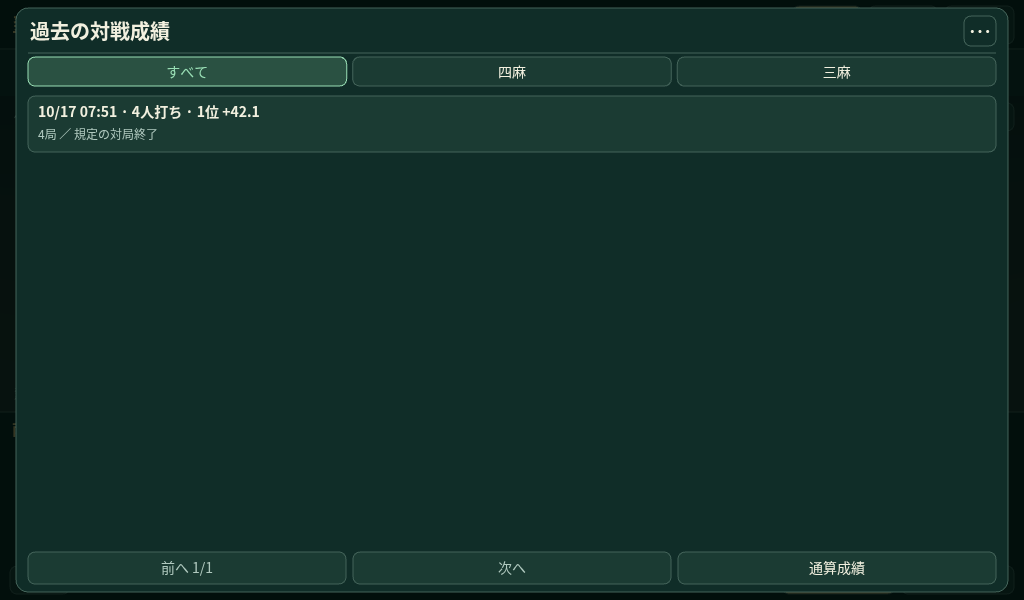 過去の対戦成績
…
すべて
四麻
三麻
10/17 07:51・4人打ち・1位 +42.1
4局 ／ 規定の対局終了
前へ 1/1
次へ
通算成績